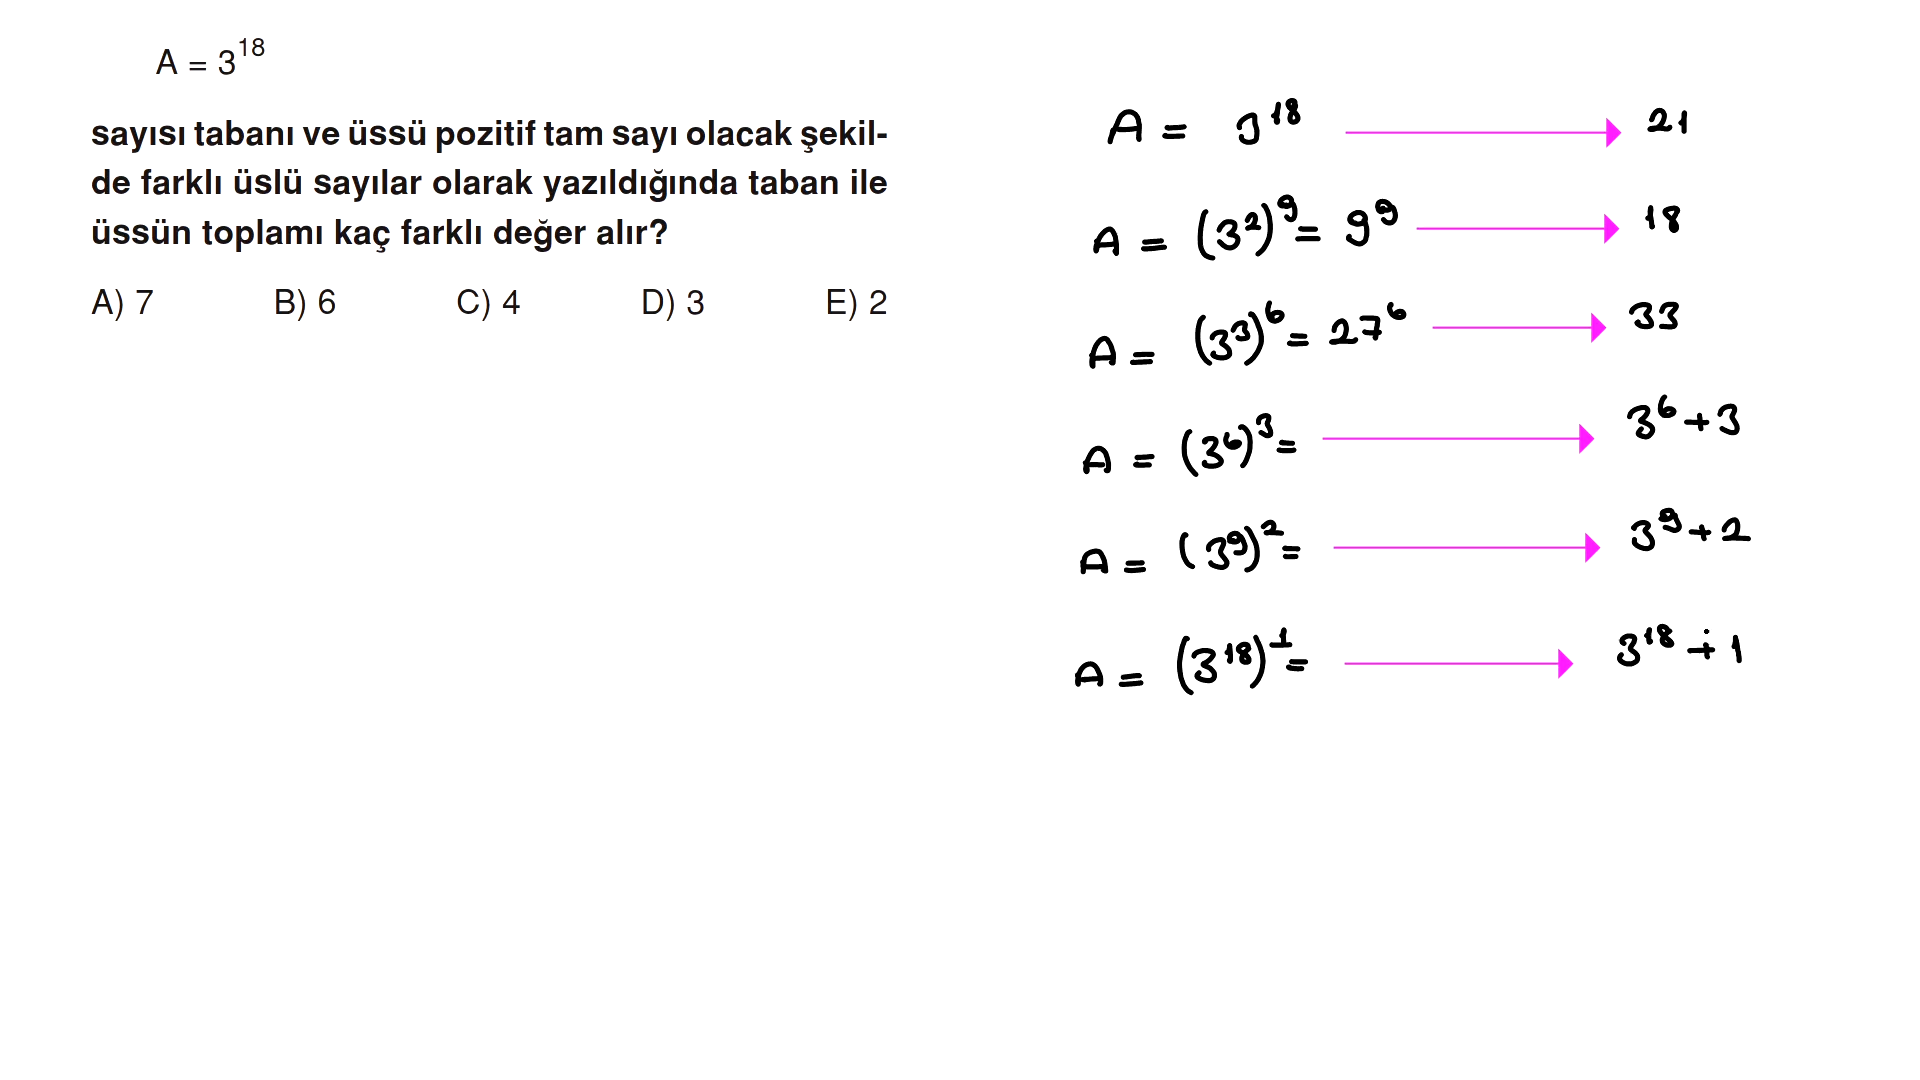 A = 3^18
sayısı tabanı ve üssü pozitif tam sayı olacak şekil-
de farklı üslü sayılar olarak yazıldığında taban ile
üssün toplamı kaç farklı değer alır?
A) 7 B) 6 C) 4 D) 3 E) 2
A = 3^18 → 21
A = (3^2)^9 = 9^9 → 18
A = (3^3)^6 = 27^6 → 33
A = (3^6)^3 = → 3^6 + 3
A = (3^9)^2 = → 3^9 + 2
A = (3^18)^1 = → 3^18 + 1